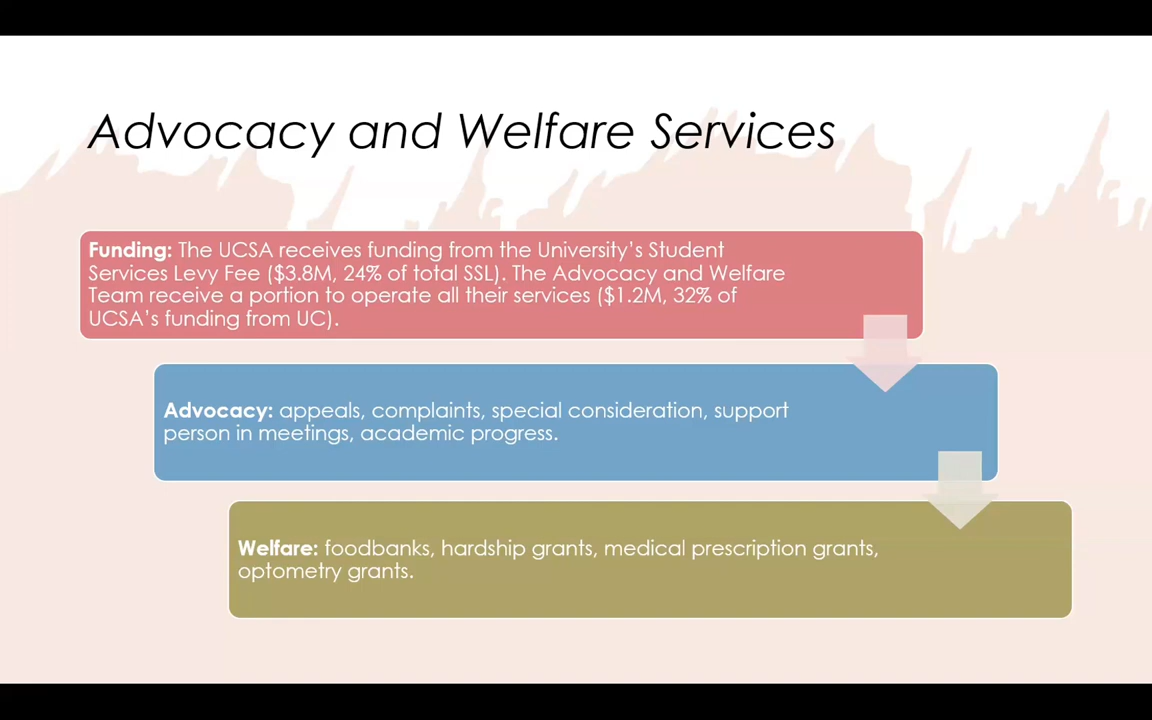 Advocacy and Welfare Services
Funding: The UCSA receives funding from the University's Student
Services Levy Fee ($3.8M, 24% of total SSL). The Advocacy and Welfare
Team receive a portion to operate all their services ($1.2M, 32% of
UCSA's funding from UC).
Advocacy: appeals, complaints, special consideration, support
person in meetings, academic progress.
Welfare: foodbanks, hardship grants, medical prescription grants,
optometry grants.